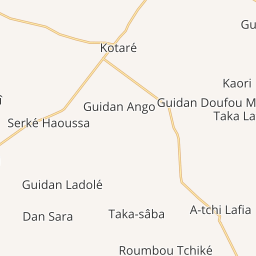 Gu
Kotaré
Kaori
Guidan Ango
Guidan Doufou M
Taka La
Serké Haoussa
Guidan Ladolé
A-tchi Lafia
Dan Sara
Taka-sâba
Roumbou Tchiké